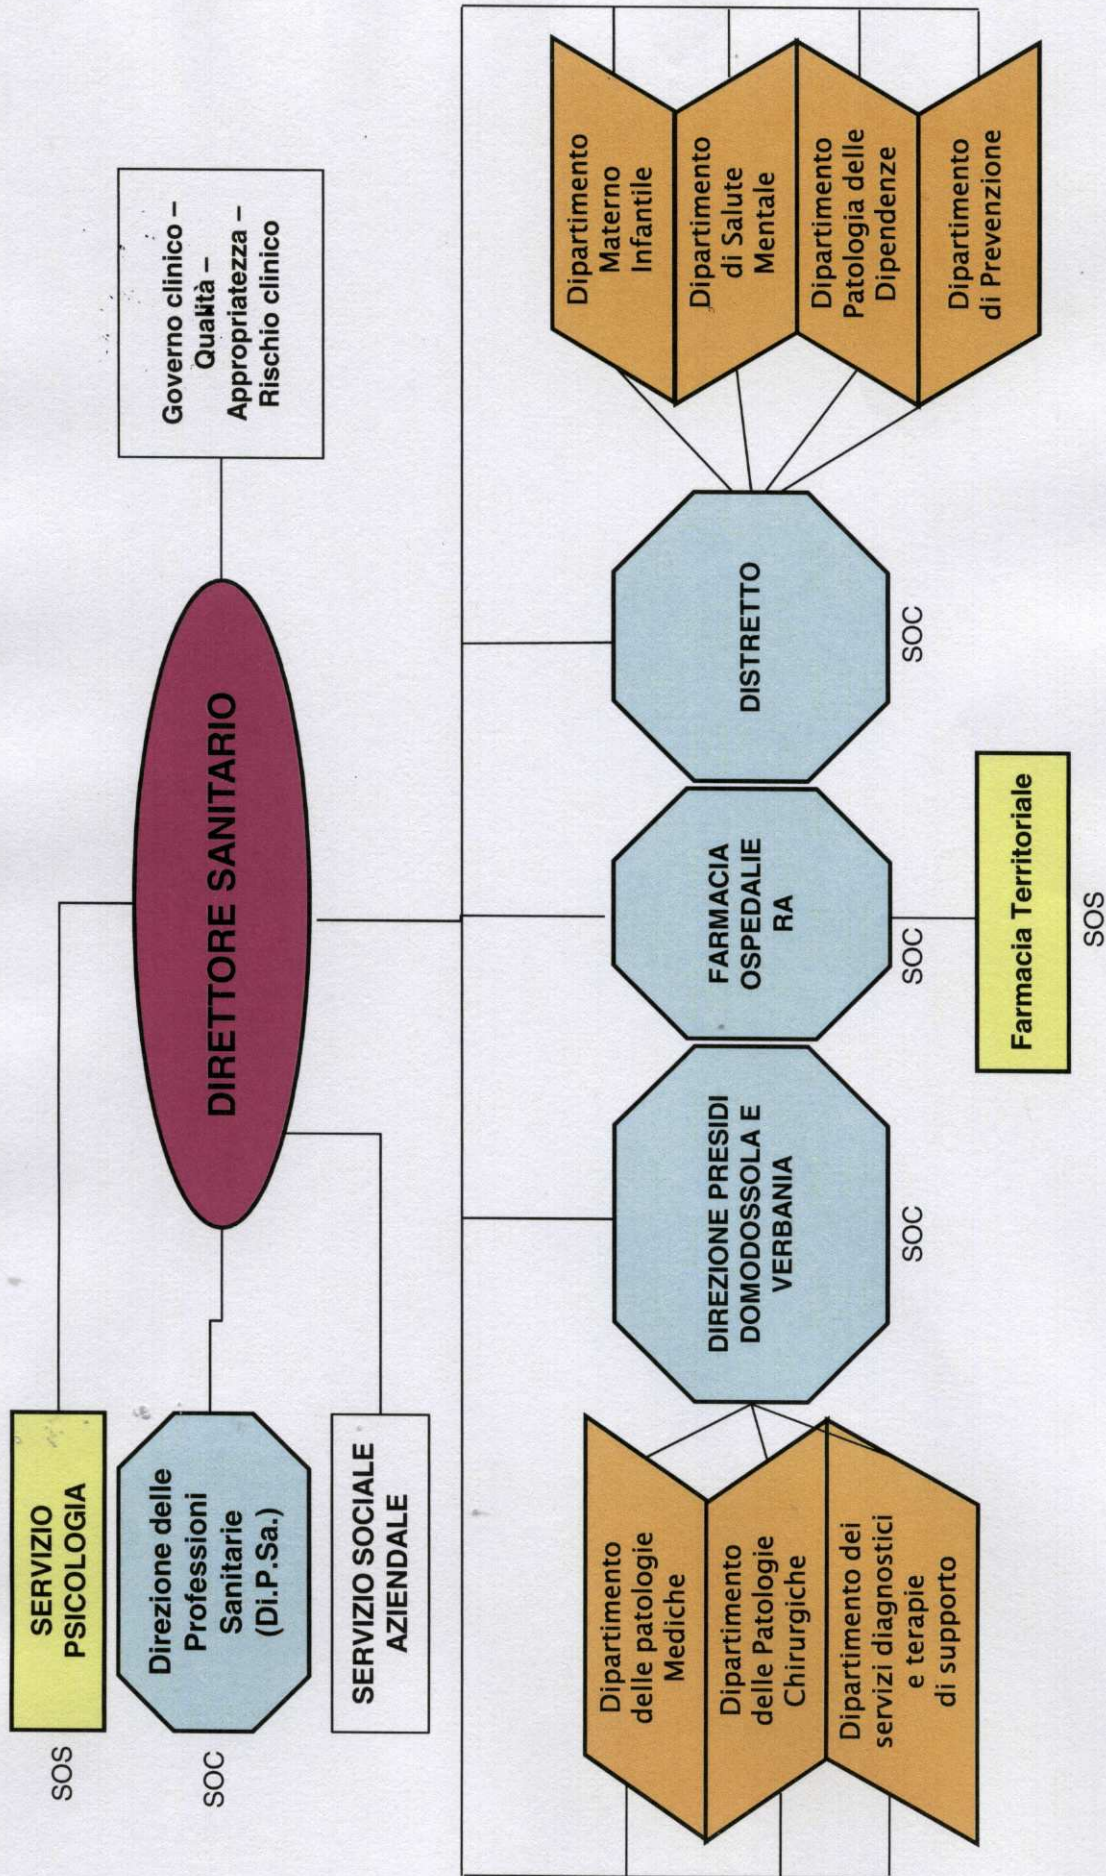 SOS
SERVIZIO
PSICOLOGIA
SOC
Direzione delle
Professioni
Sanitarie
(Di.P.Sa.)
SERVIZIO SOCIALE
AZIENDALE
DIRETTORE SANITARIO
Governo clinico –
Qualità –
Appropriatezza –
Rischio clinico
Dipartimento
delle patologie
Mediche
Dipartimento
delle Patologie
Chirurgiche
Dipartimento dei
servizi diagnostici
e terapie
di supporto
DIREZIONE PRESIDI
DOMODOSSOLA E
VERBANIA
SOC
FARMACIA
OSPEDALIE
RA
SOC
Farmacia Territoriale
SOS
DISTRETTO
SOC
Dipartimento
Materno
Infantile
Dipartimento
di Salute
Mentale
Dipartimento
Patologia delle
Dipendenze
Dipartimento
di Prevenzione